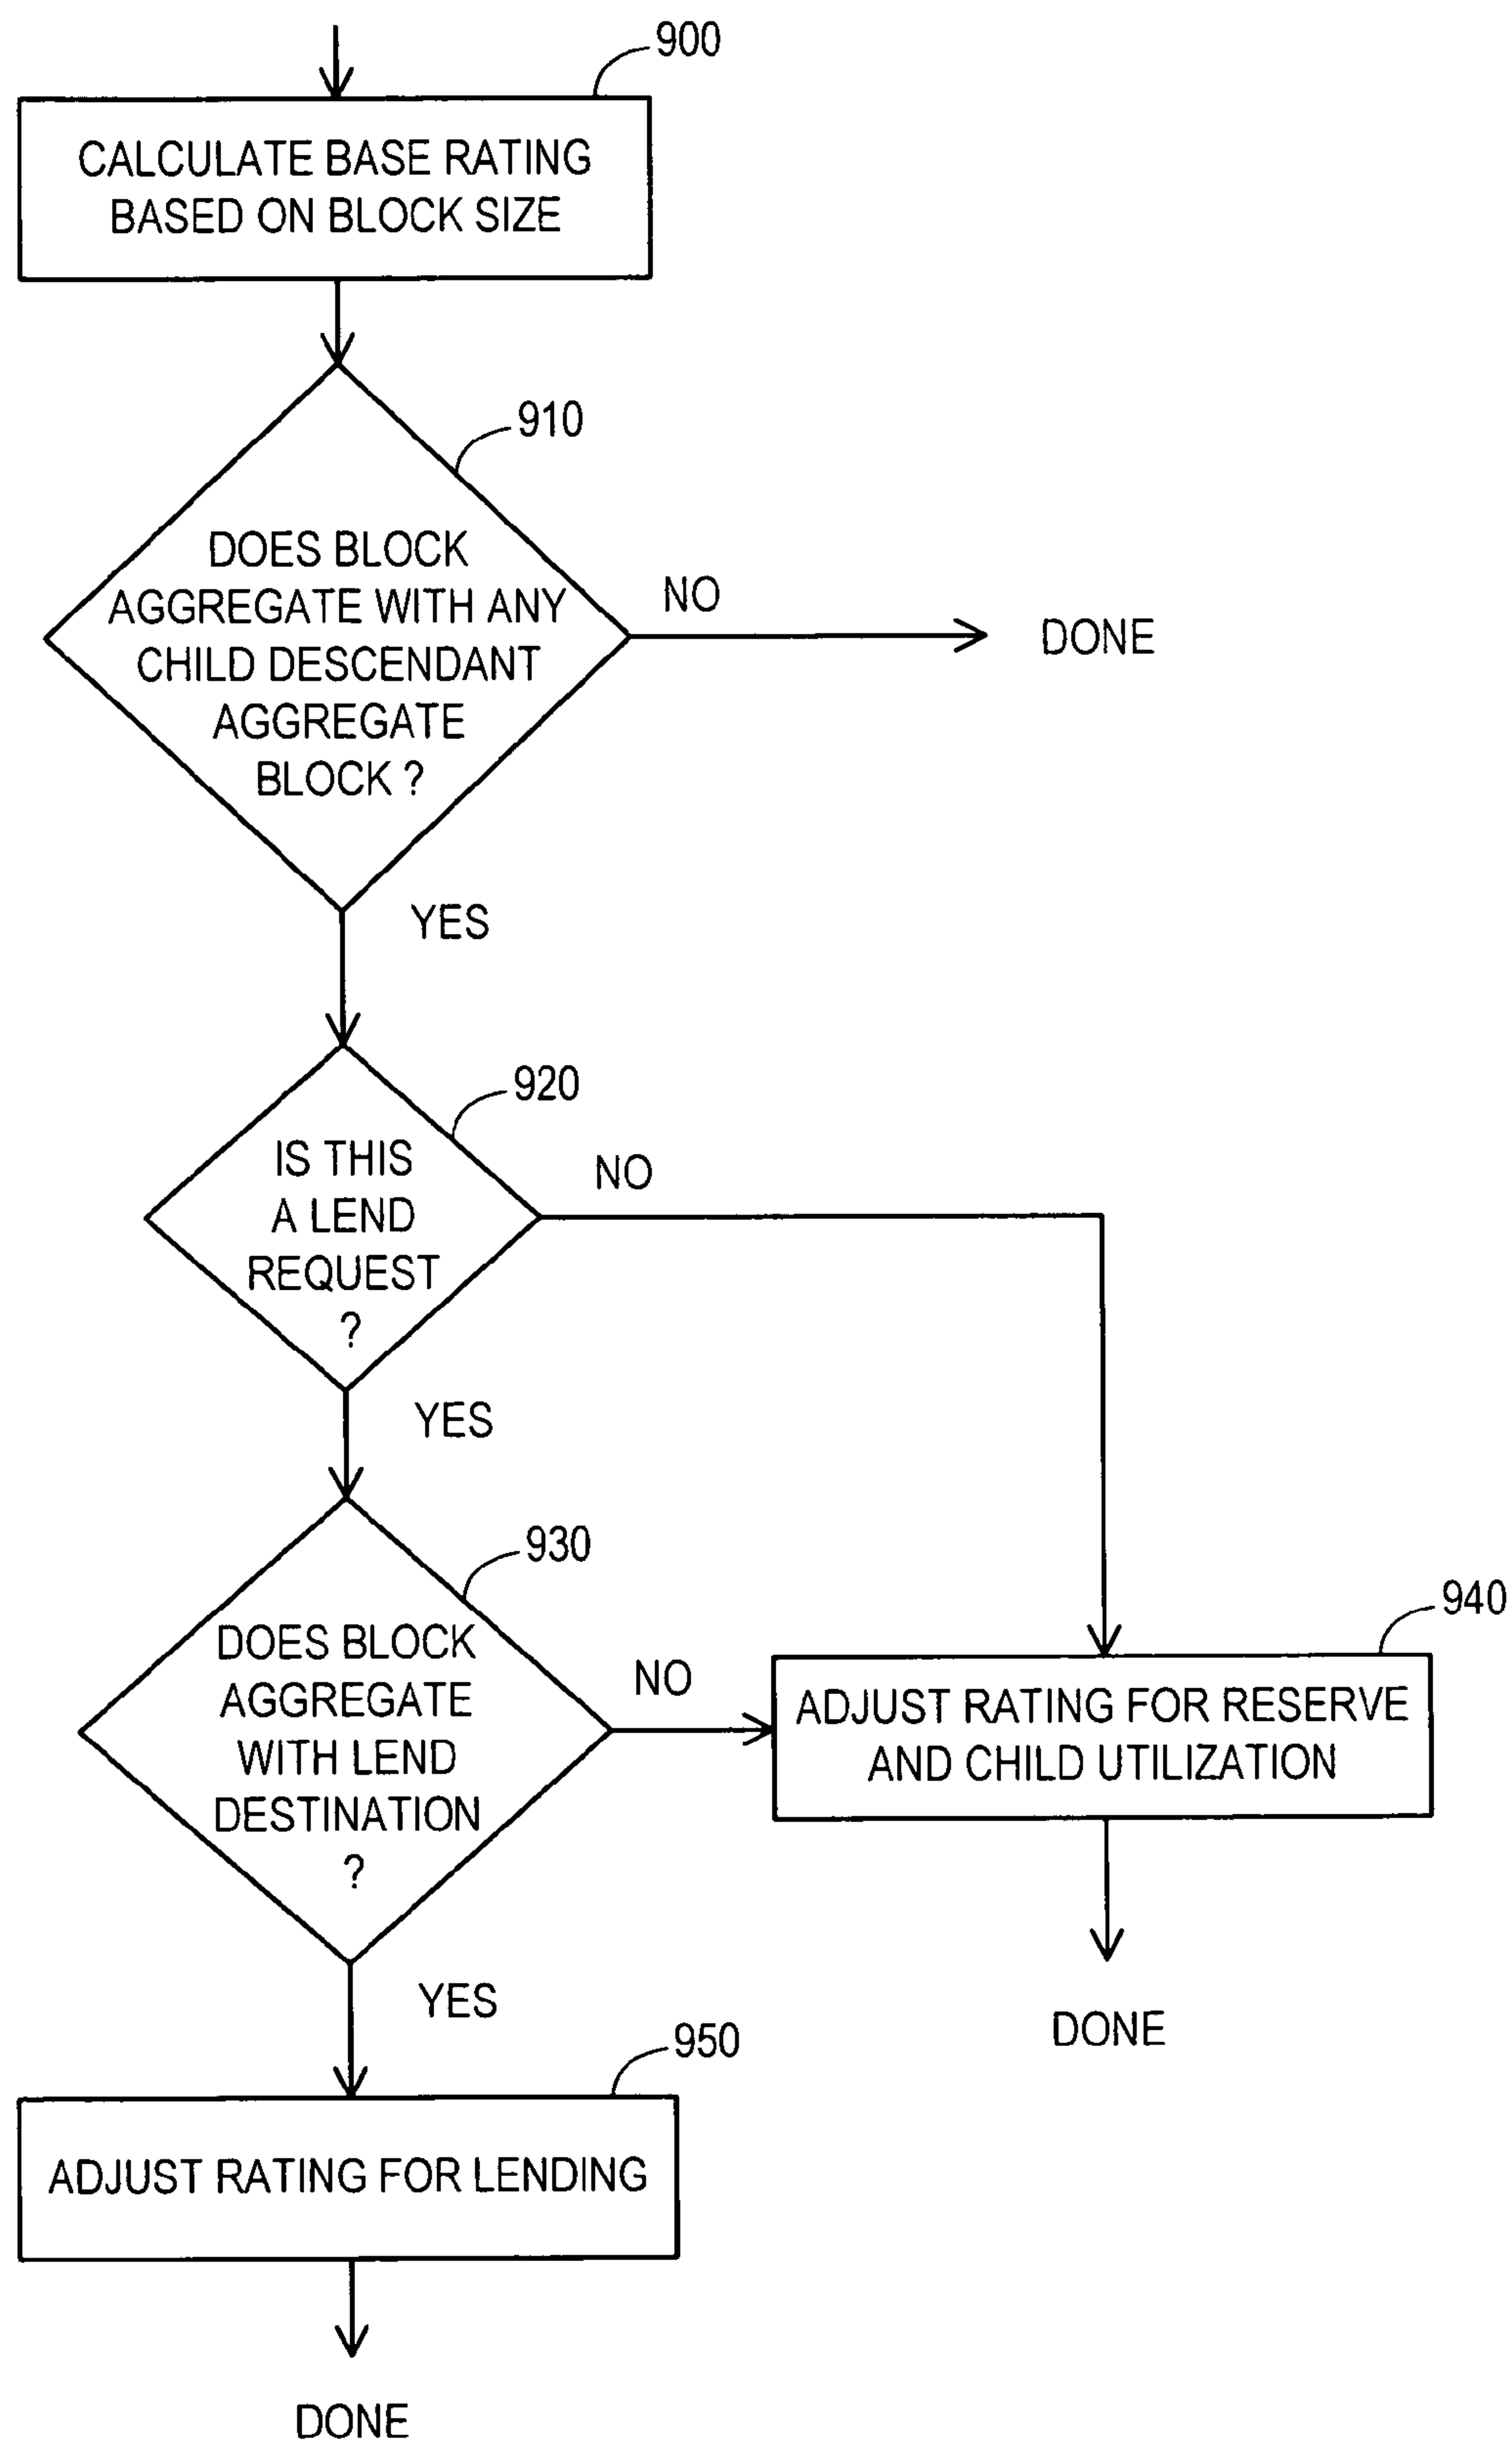 900
CALCULATE BASE RATING
BASED ON BLOCK SIZE
910
DOES BLOCK
AGGREGATE WITH ANY
CHILD DESCENDANT
AGGREGATE
BLOCK ?
NO
DONE
YES
920
IS THIS
A LEND
REQUEST
?
NO
YES
930
DOES BLOCK
AGGREGATE
WITH LEND
DESTINATION
?
NO
940
ADJUST RATING FOR RESERVE
AND CHILD UTILIZATION
DONE
YES
950
ADJUST RATING FOR LENDING
DONE